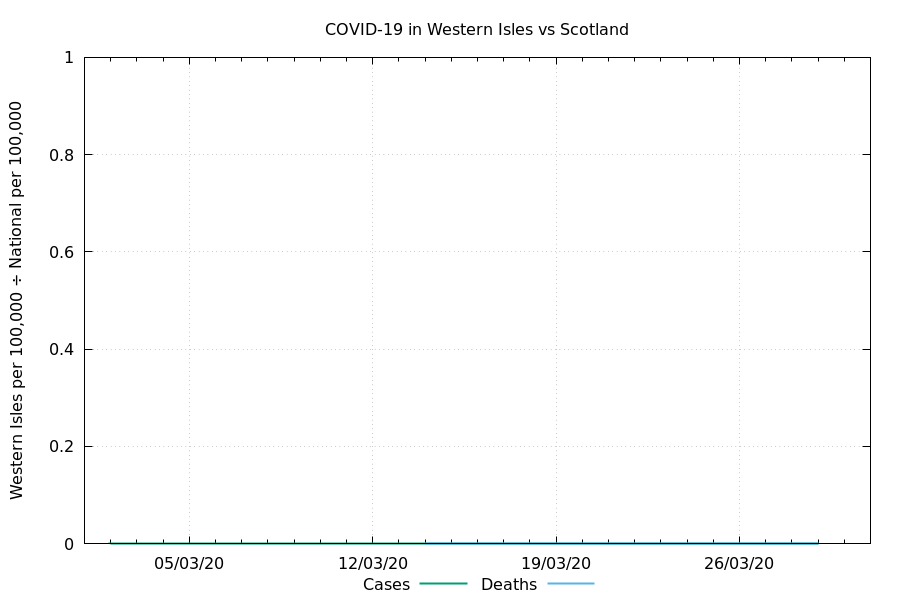 COVID-19 in Western Isles vs Scotland
Western Isles per 100,000 ÷ National per 100,000
1
0.8
0.6
0.4
0.2
0
05/03/20 12/03/20 19/03/20 26/03/20
Cases Deaths